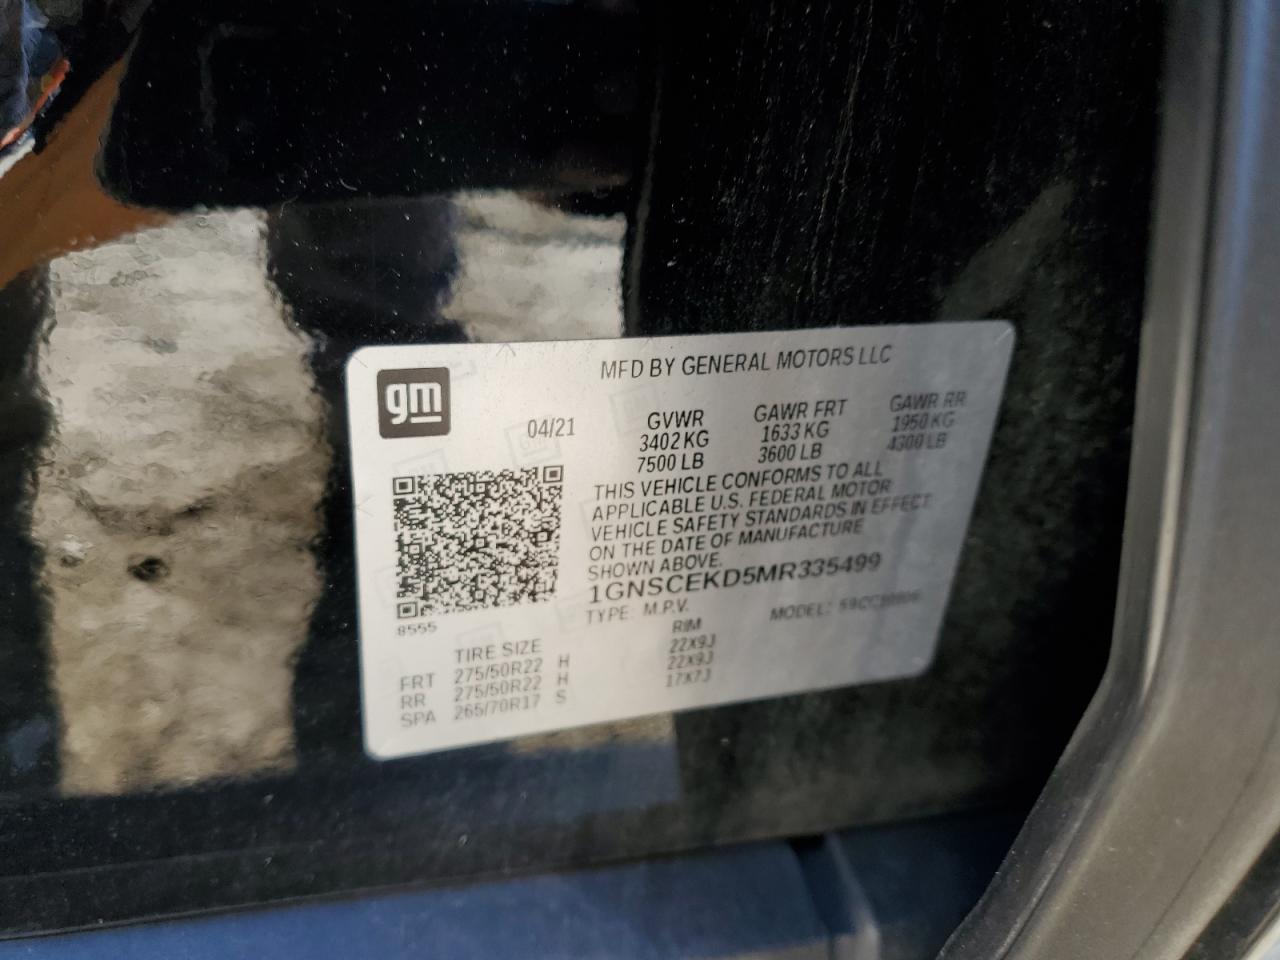 MFD BY GENERAL MOTORS LLC
gm
04/21
GVWR GAWR FRT GAWR RR
3402 KG 1633 KG 1950 KG
7500 LB 3600 LB 4300 LB
THIS VEHICLE CONFORMS TO ALL
APPLICABLE U.S. FEDERAL MOTOR
VEHICLE SAFETY STANDARDS IN EFFECT
ON THE DATE OF MANUFACTURE
SHOWN ABOVE.
1GNSCEKD5MR335499
TYPE: M.P.V. MODEL:
8555
TIRE SIZE RIM
FRT 275/50R22 H 22X9J
RR 275/50R22 H 22X9J
SPA 265/70R17 S 17X7J